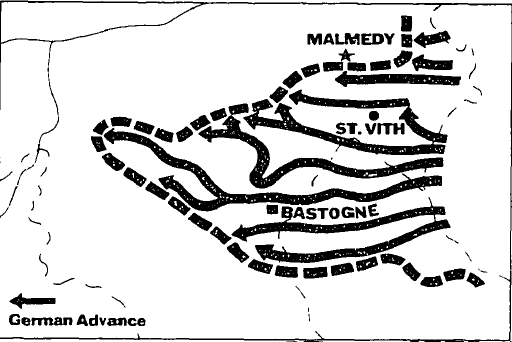 MALMEDY
ST. VITH
BASTOGNE
German Advance